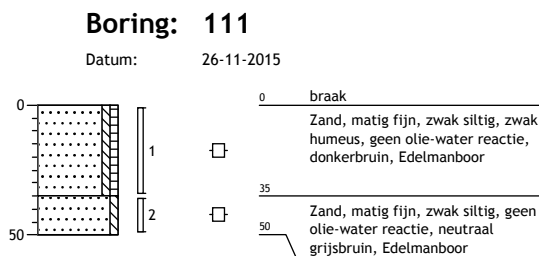 Boring: 111
Datum: 26-11-2015
0
50
1
2
0 braak
Zand, matig fijn, zwak siltig, zwak
humeus, geen olie-water reactie,
donkerbruin, Edelmanboor
35
Zand, matig fijn, zwak siltig, geen
olie-water reactie, neutraal
grijsbruin, Edelmanboor
50